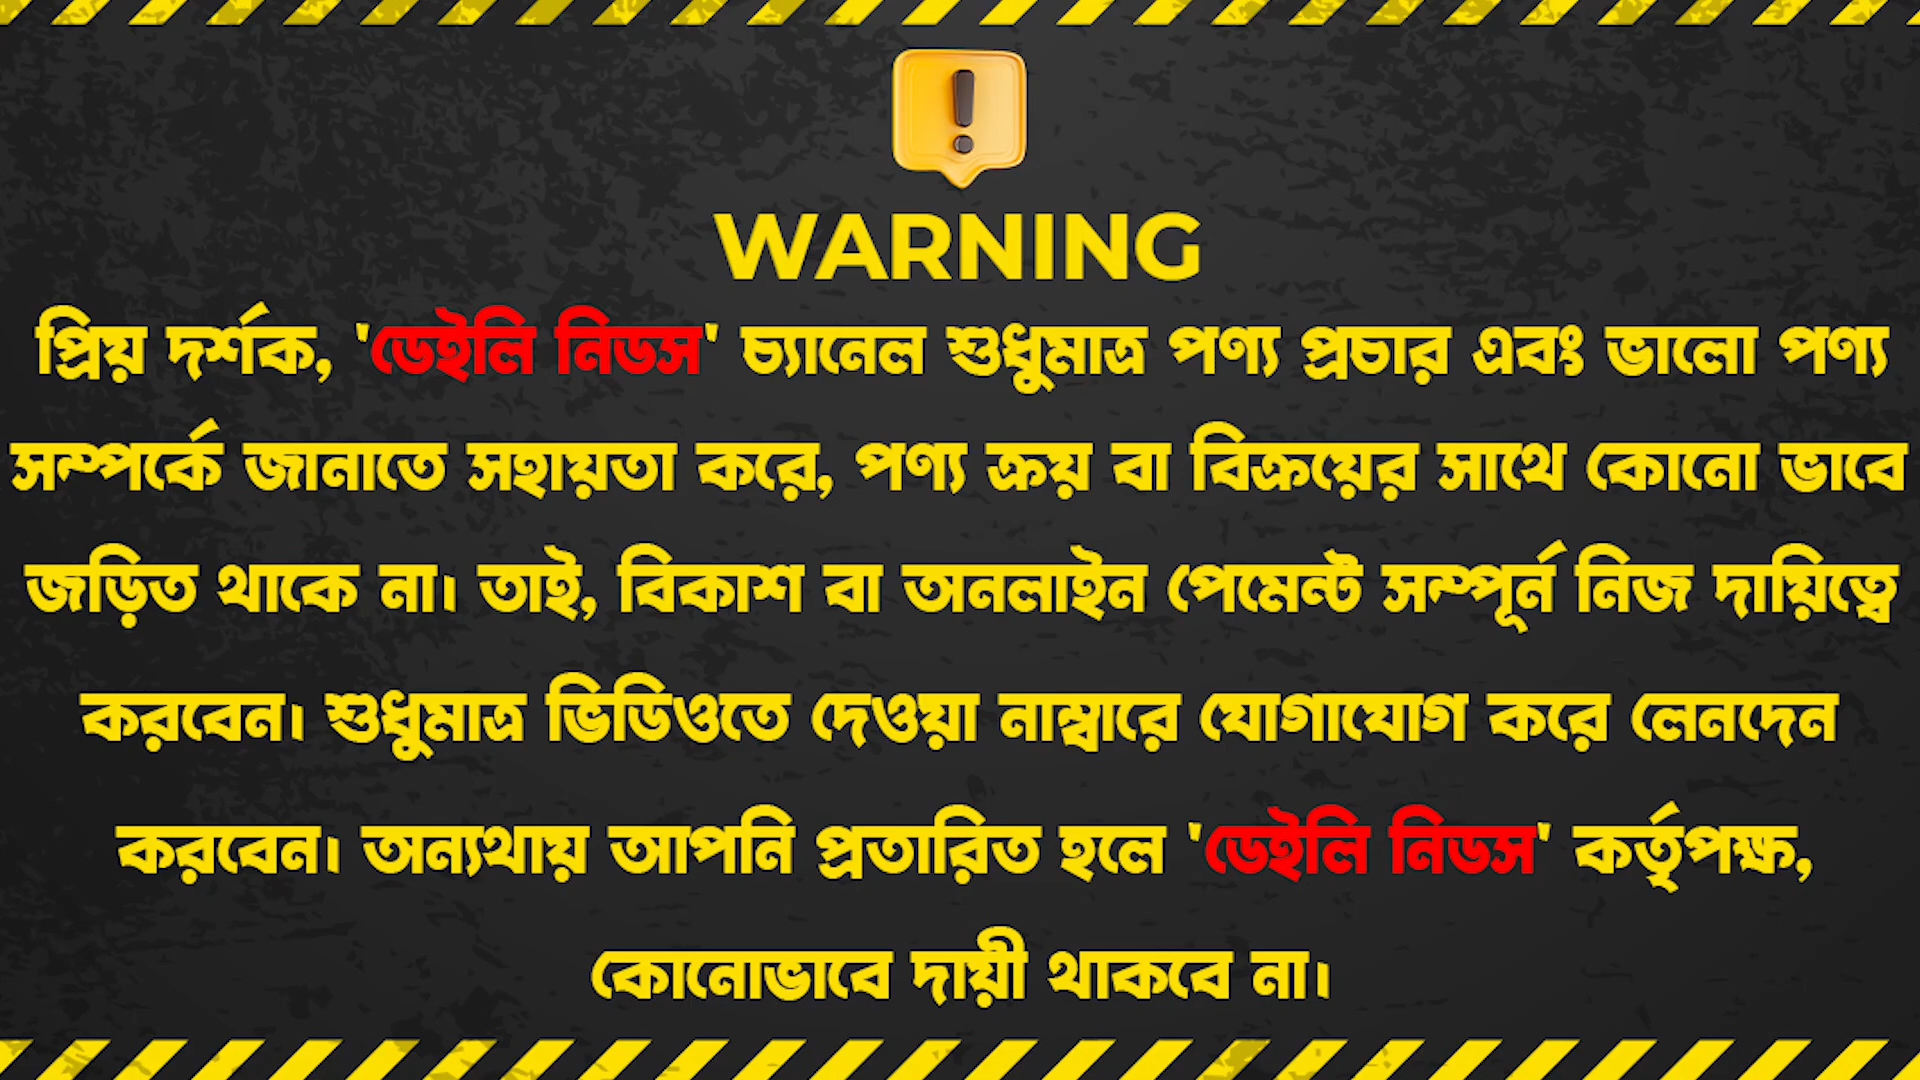 WARNING
প্রিয় দর্শক, 'ডেইলি নিডস' চ্যানেল শুধুমাত্র পণ্য প্রচার এবং ভালো পণ্য
সম্পর্কে জানাতে সহায়তা করে, পণ্য ক্রয় বা বিক্রয়ের সাথে কোনো ভাবে
জড়িত থাকে না। তাই, বিকাশ বা অনলাইন পেমেন্ট সম্পূর্ন নিজ দায়িত্বে
করবেন। শুধুমাত্র ভিডিওতে দেওয়া নাম্বারে যোগাযোগ করে লেনদেন
করবেন। অন্যথায় আপনি প্রতারিত হলে 'ডেইলি নিডস' কর্তৃপক্ষ,
কোনোভাবে দায়ী থাকবে না।